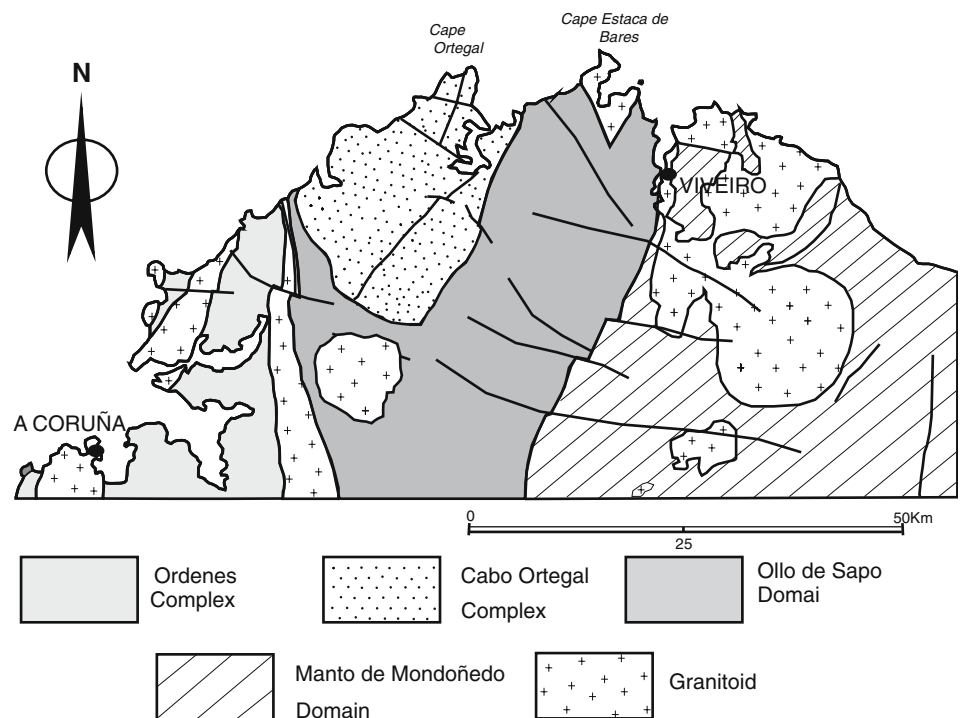 Cape
Ortegal
Cape Estaca de
Bares
N
VIVEIRO
A CORUÑA
0
50Km
25
Ordenes
Complex
Cabo Ortegal
Complex
Ollo de Sapo
Domai
Manto de Mondoñedo
Domain
Granitoid